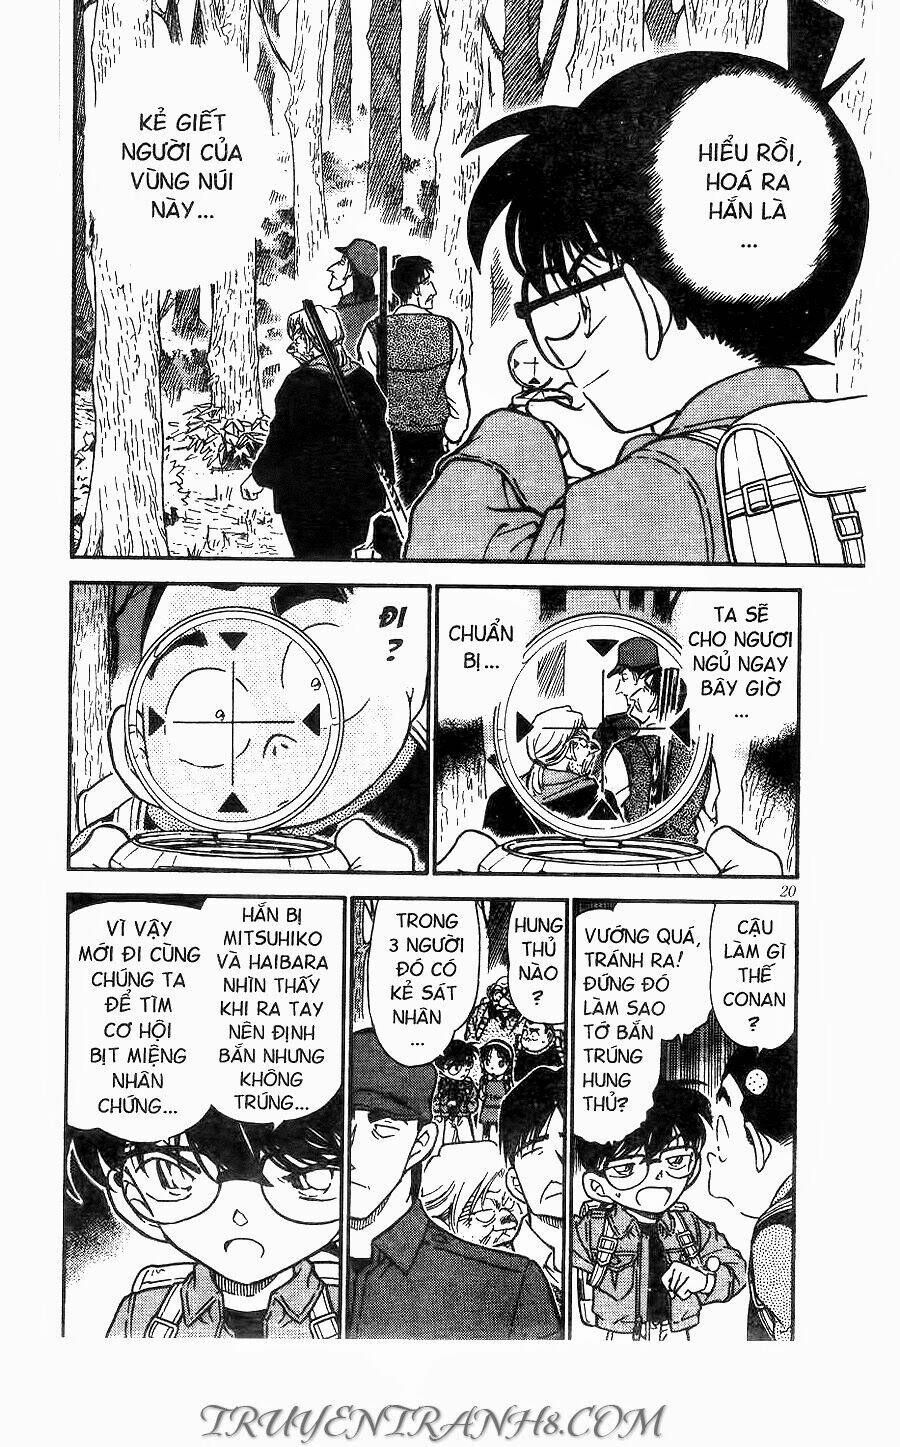 HIỂU RỒI,
HOÁ RA
HẮN LÀ
...
KẺ GIẾT
NGƯỜI CỦA
VÙNG NÚI
NÀY...
TA SẼ
CHO NGƯƠI
NGỦ NGAY
BÂY GIỜ
...
CHUẨN
BỊ...
ĐI
?
20
CẬU
LÀM GÌ
THẾ
CONAN
?
VƯỚNG QUÁ,
TRÁNH RA!
ĐỨNG ĐÓ
LÀM SAO
TỚ BẮN
TRÚNG
HUNG
THỦ?
HUNG
THỦ
NÀO
?
TRONG
3 NGƯỜI
ĐÓ CÓ
KẺ SÁT
NHÂN
...
HẮN BỊ
MITSUHIKO
VÀ HAIBARA
NHÌN THẤY
KHI RA TAY
NÊN ĐỊNH
BẮN NHƯNG
KHÔNG
TRÚNG...
VÌ VẬY
MỚI ĐI CÙNG
CHÚNG TA
ĐỂ TÌM
CƠ HỘI
BỊT MIỆNG
NHÂN
CHỨNG...
TRUYENTRANH8.COM